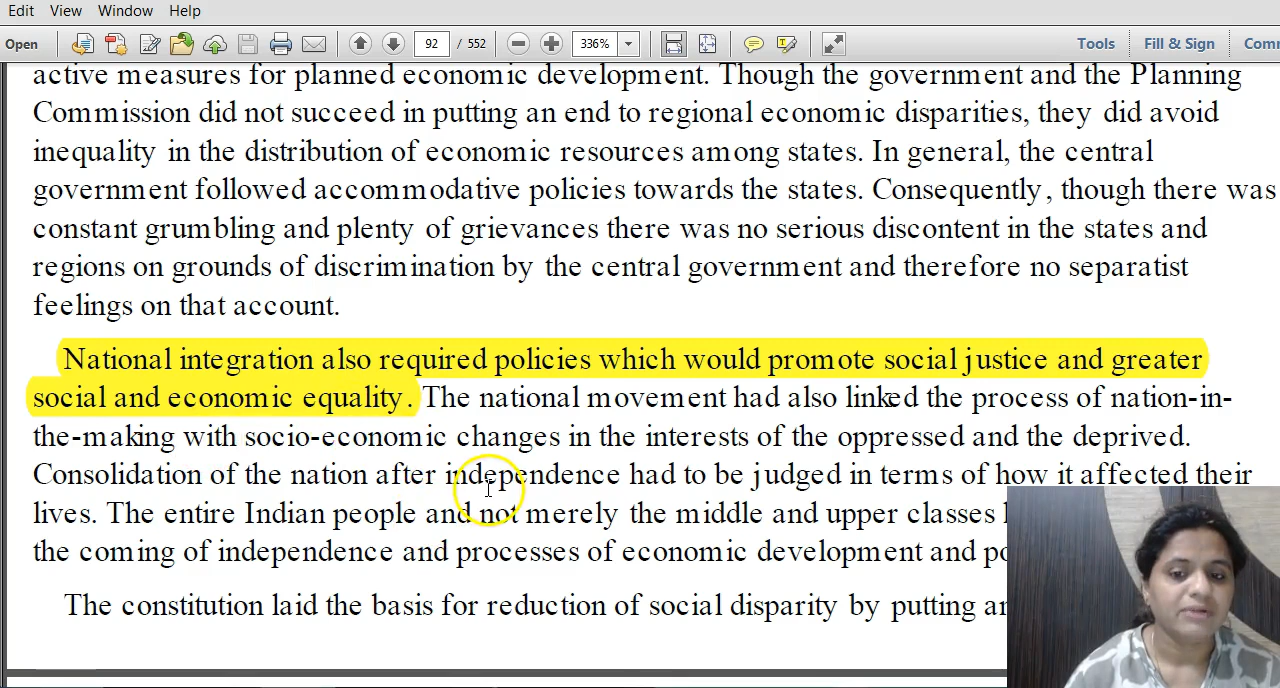 Edit View Window Help
Open 92 / 552 336% Tools Fill & Sign
active measures for planned economic development. Though the government and the Planning
Commission did not succeed in putting an end to regional economic disparities, they did avoid
inequality in the distribution of economic resources among states. In general, the central
government followed accommodative policies towards the states. Consequently, though there was
constant grumbling and plenty of grievances there was no serious discontent in the states and
regions on grounds of discrimination by the central government and therefore no separatist
feelings on that account.
National integration also required policies which would promote social justice and greater
social and economic equality. The national movement had also linked the process of nation-in-
the-making with socio-economic changes in the interests of the oppressed and the deprived.
Consolidation of the nation after independence had to be judged in terms of how it affected their
lives. The entire Indian people and not merely the middle and upper classes
the coming of independence and processes of economic development and
The constitution laid the basis for reduction of social disparity by putting